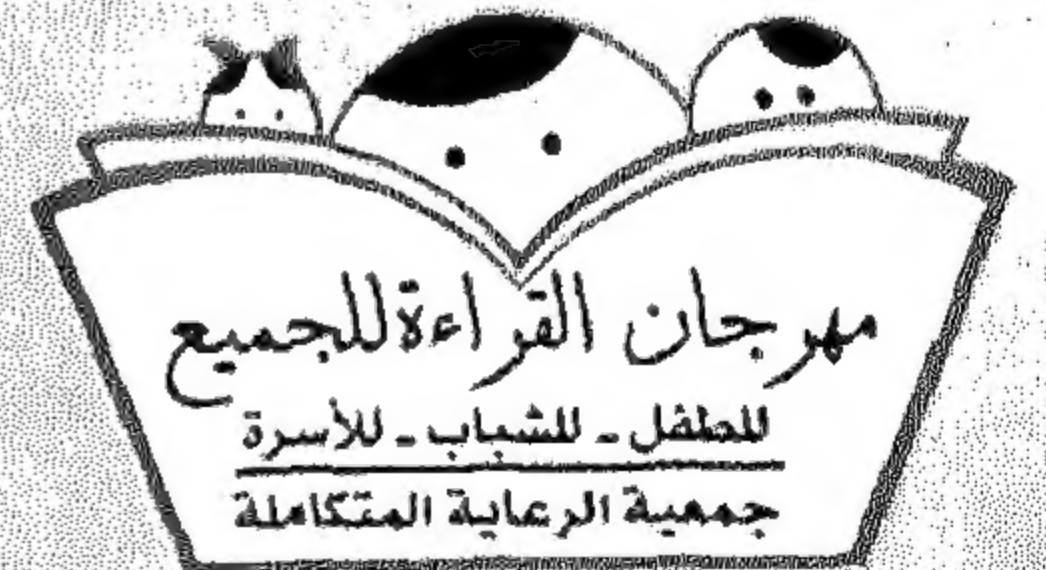 مهرجان القراءة للجميع
للطفل - للشباب - للأسرة
جمعية الرعاية المتكاملة